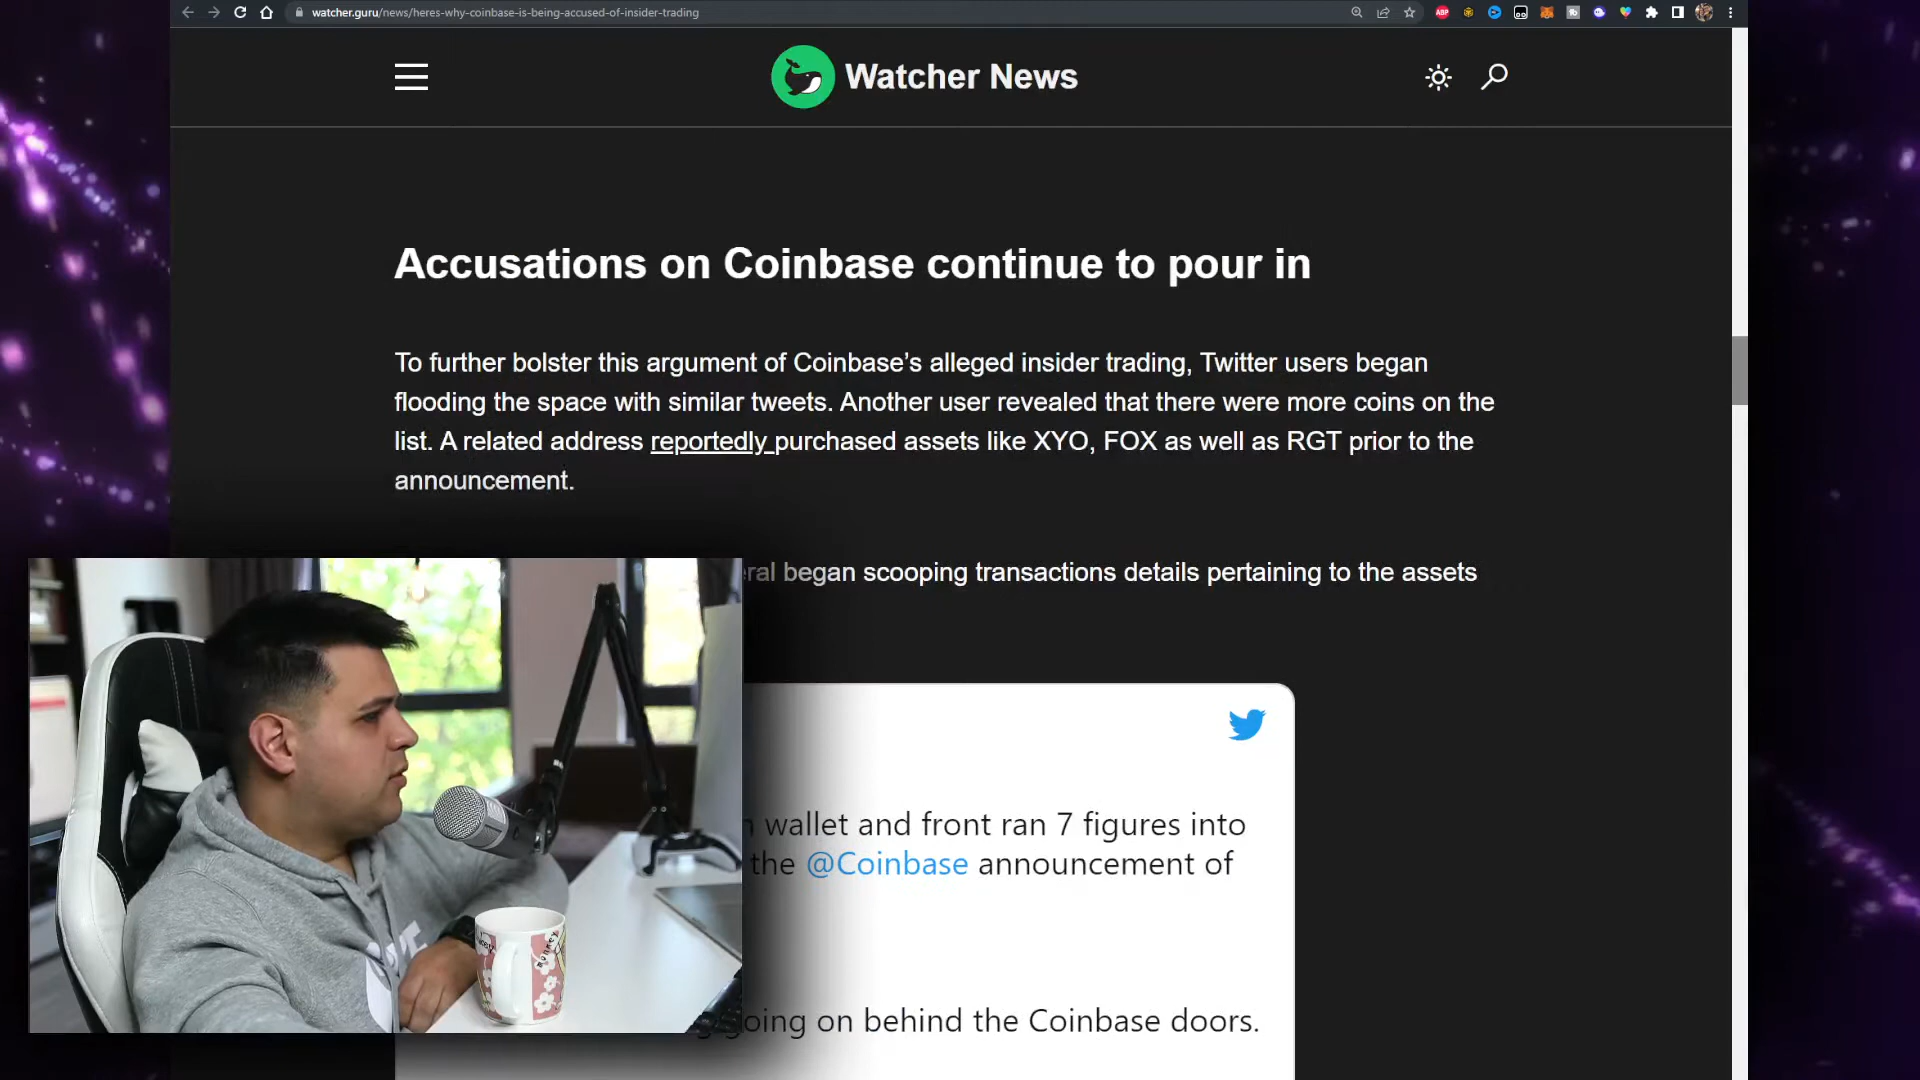 watcher.guru/news/heres-why-coinbase-is-being-accused-of-insider-trading
ABP
Watcher News
Accusations on Coinbase continue to pour in
To further bolster this argument of Coinbase's alleged insider trading, Twitter users began
flooding the space with similar tweets. Another user revealed that there were more coins on the
list. A related address reportedly purchased assets like XYO, FOX as well as RGT prior to the
announcement.
began scooping transactions details pertaining to the assets
wallet and front ran 7 figures into
the @Coinbase announcement of
going on behind the Coinbase doors.
monkey